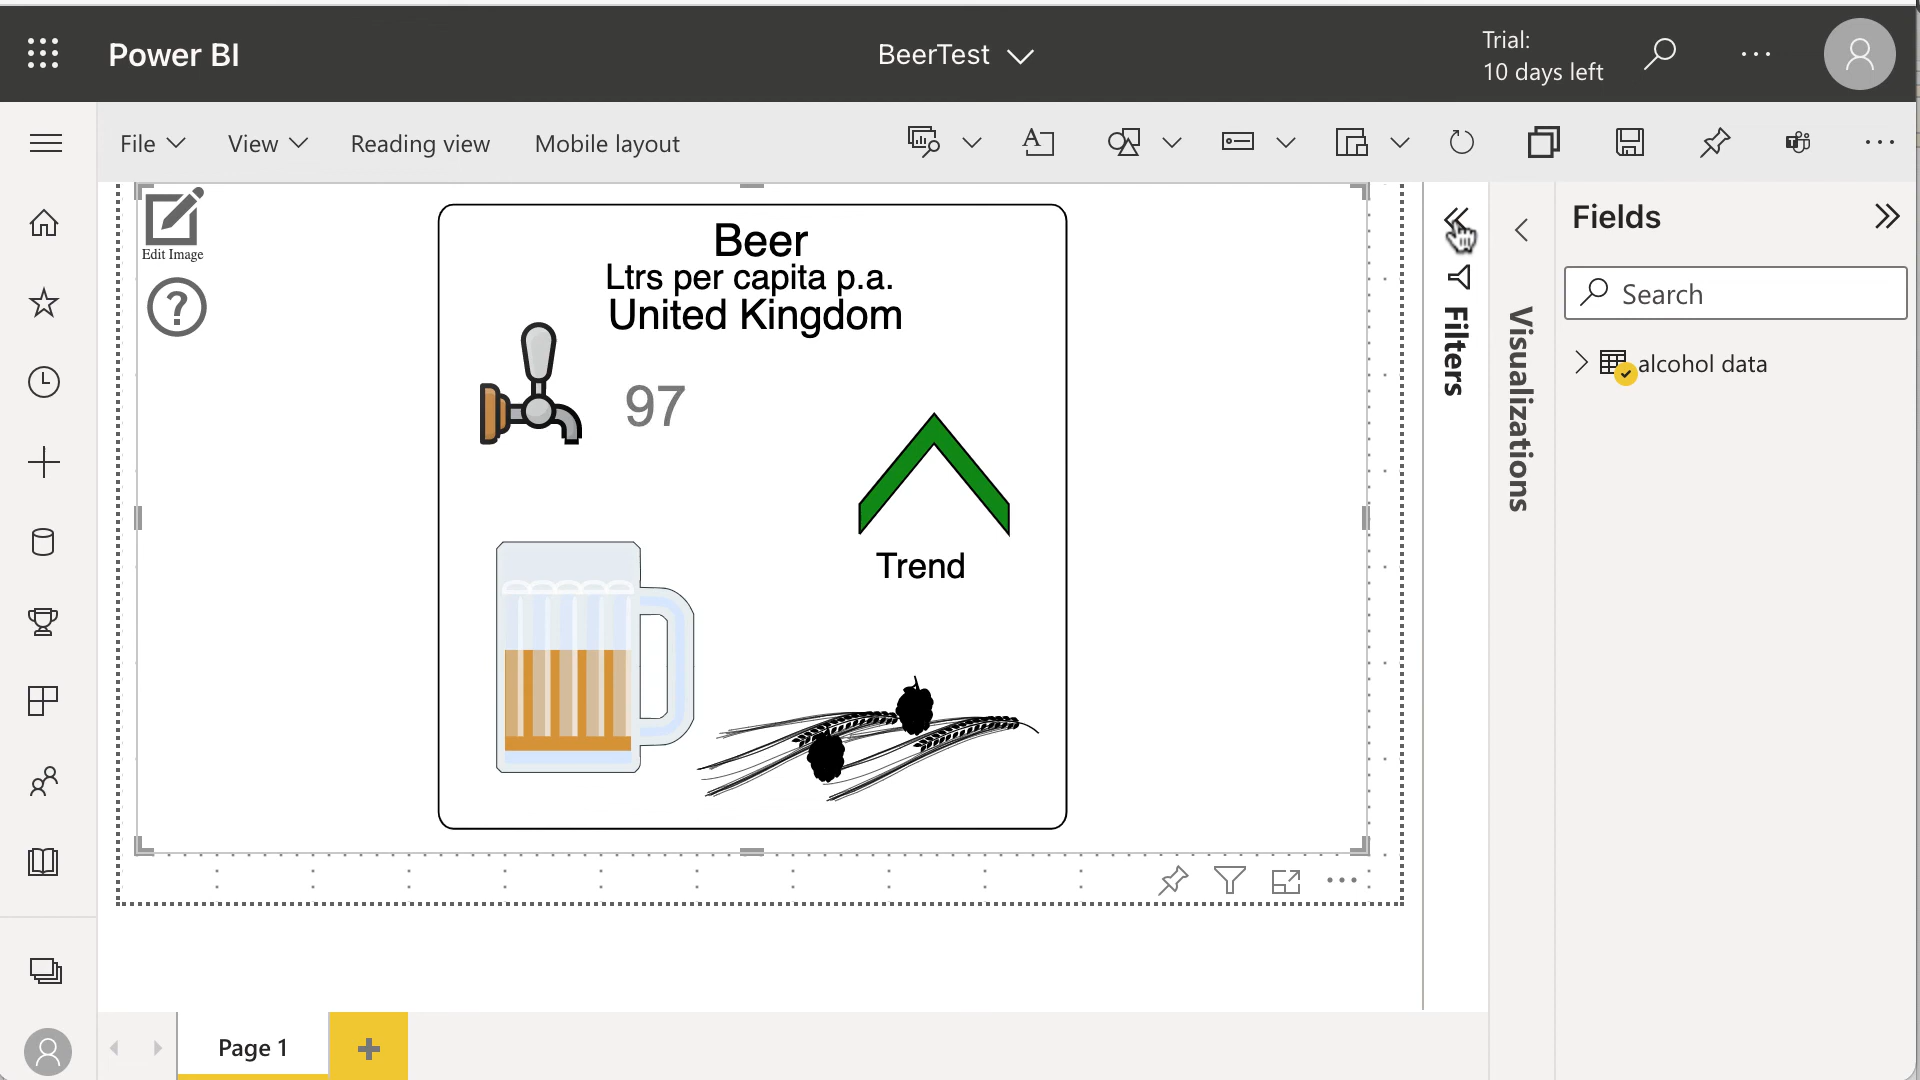 Power BI
BeerTest
Trial:
10 days left
File
View
Reading view
Mobile layout
Edit Image
?
Beer
Ltrs per capita p.a.
United Kingdom
97
Trend
Filters
Visualizations
Fields
Search
alcohol data
Page 1